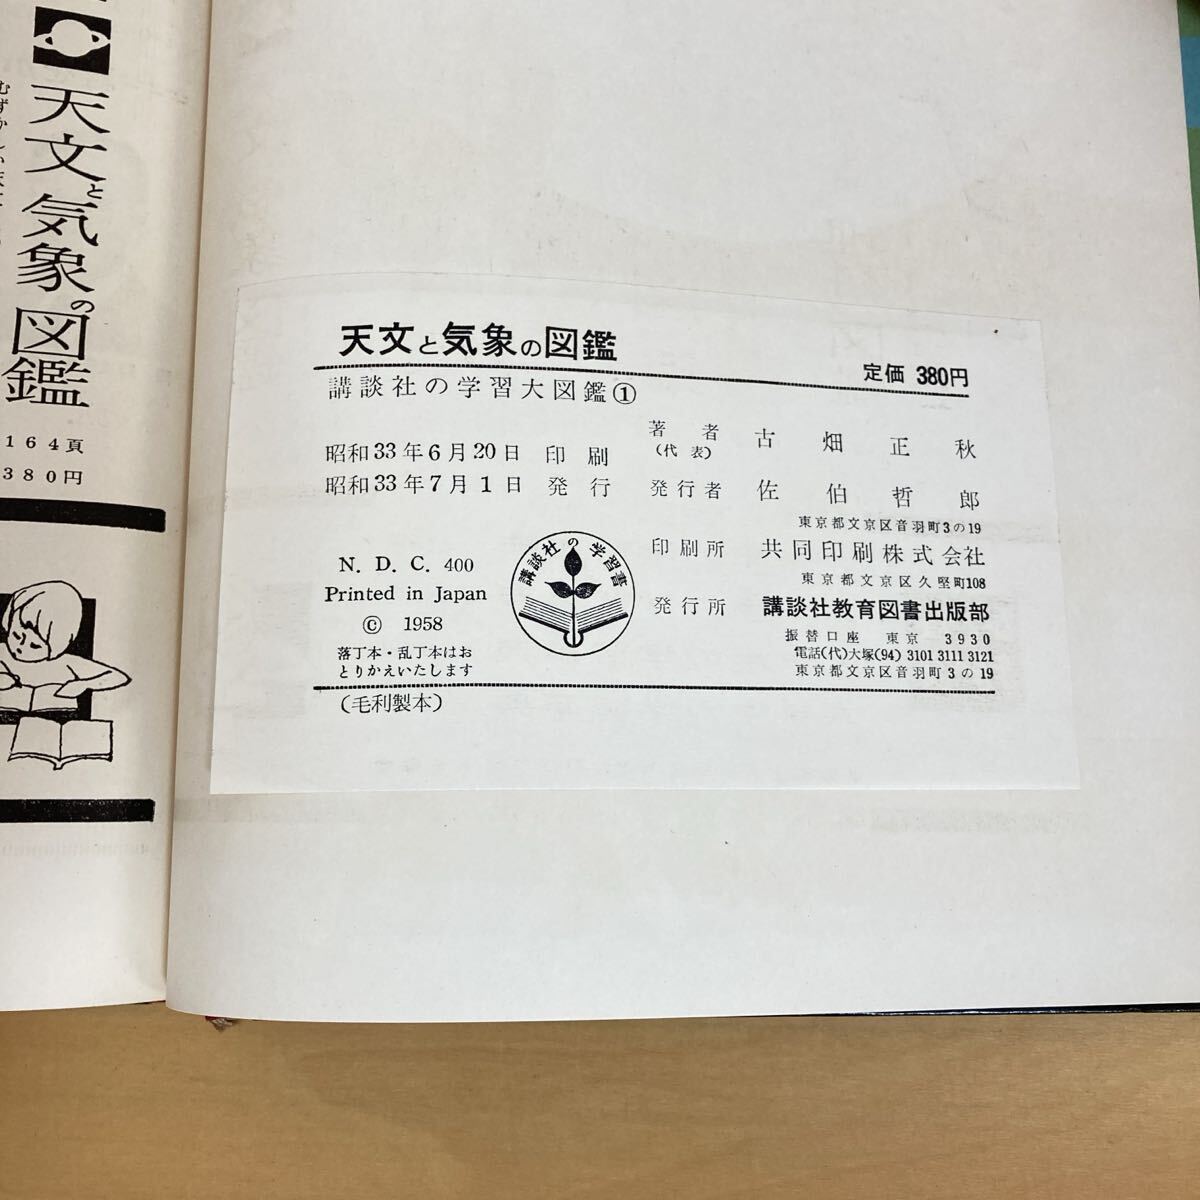 天文と気象の図鑑
164頁
380円
天文と気象の図鑑
定価 380円
講談社の学習大図鑑①
昭和33年6月20日 印刷
昭和33年7月1日 発行
著者(代表) 古畑正秋
発行者 佐伯哲郎
東京都文京区音羽町3の19
印刷所 共同印刷株式会社
東京都文京区久堅町108
発行所 講談社教育図書出版部
振替口座 東京 3930
電話(代)大塚(94) 3101 3111 3121
東京都文京区音羽町3の19
N. D. C. 400
Printed in Japan
© 1958
落丁本・乱丁本はお
とりかえいたします
講談社の学習書
(毛利製本)